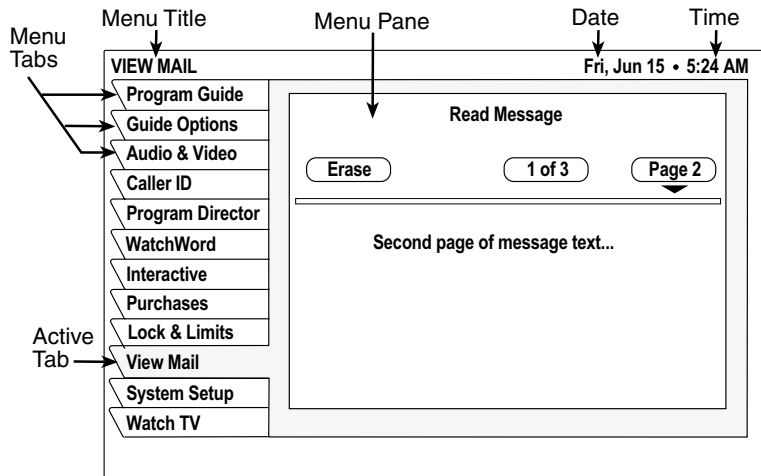 Menu Title
Menu Pane
Date
Time
Menu
Tabs
VIEW MAIL
Fri, Jun 15 • 5:24 AM
Program Guide
Guide Options
Audio & Video
Caller ID
Program Director
WatchWord
Interactive
Purchases
Lock & Limits
Active
Tab
View Mail
System Setup
Watch TV
Read Message
Erase
1 of 3
Page 2
Second page of message text...